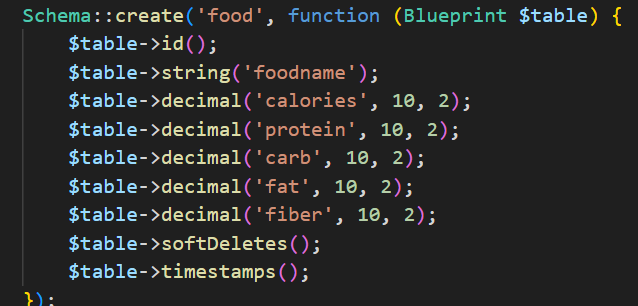 Schema::create('food', function (Blueprint $table) {
$table->id();
$table->string('foodname');
$table->decimal('calories', 10, 2);
$table->decimal('protein', 10, 2);
$table->decimal('carb', 10, 2);
$table->decimal('fat', 10, 2);
$table->decimal('fiber', 10, 2);
$table->softDeletes();
$table->timestamps();
});